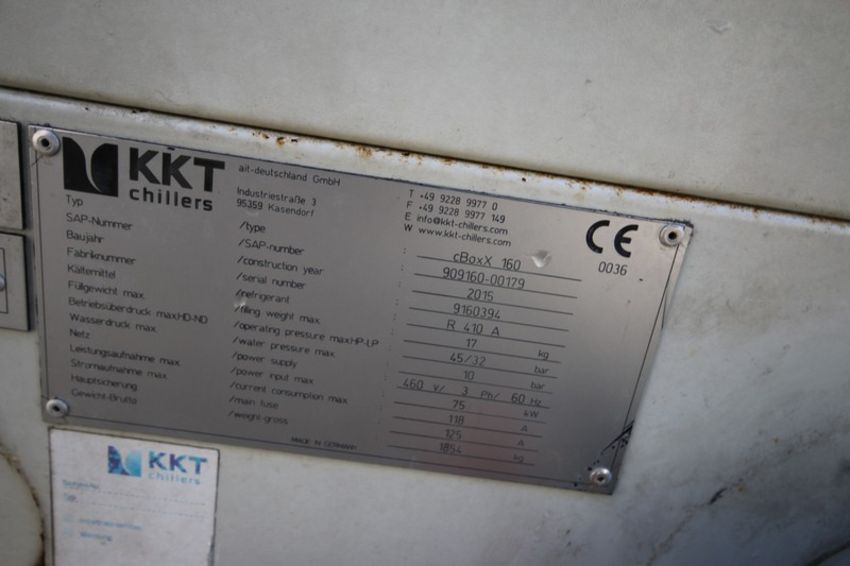 KKT
chillers
ait-deutschland GmbH
Industriestraße 3
95359 Kasendorf
T +49 9228 9977 0
F +49 9228 9977 149
E info@kkt-chillers.com
W www.kkt-chillers.com
CE
0036
Typ /type : cBoxX 160
SAP-Nummer /SAP-number : 909160-00179
Baujahr /construction year : 2015
Fabriknummer /serial number : 9160394
Kältemittel /refrigerant : R 410 A
Füllgewicht max. /filling weight max. : 17 kg
Betriebsüberdruck max.HD-ND /operating pressure max.HP-LP : 45/32 bar
Wasserdruck max. /water pressure max. : 10 bar
Netz /power supply : 460 V/ 3 Ph/ 60 Hz
Leistungsaufnahme max. /power input max. : 75 kW
Stromaufnahme max. /current consumption max. : 118 A
Hauptsicherung /main fuse : 125 A
Gewicht-Brutto /weight-gross : 1854 kg
MADE IN GERMANY
KKT
chillers